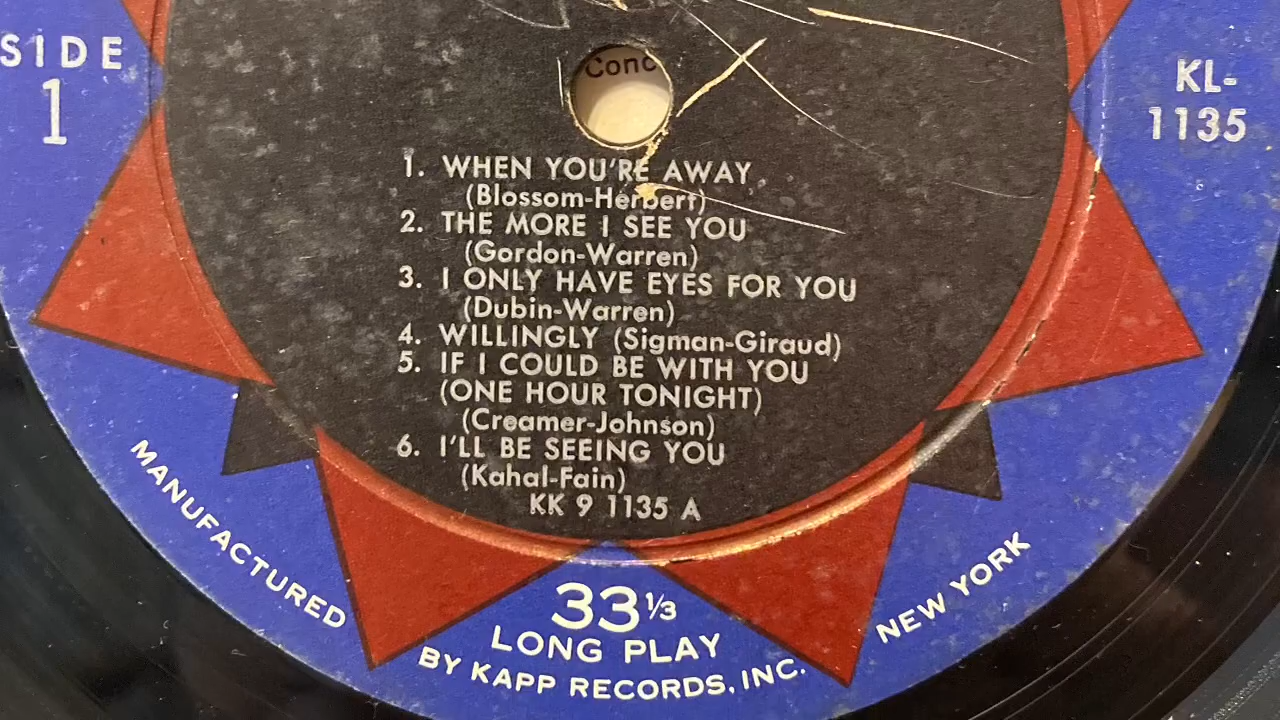 Conc
SIDE
1
KL-
1135
1. WHEN YOU'RE AWAY
(Blossom-Herbert)
2. THE MORE I SEE YOU
(Gordon-Warren)
3. I ONLY HAVE EYES FOR YOU
(Dubin-Warren)
4. WILLINGLY (Sigman-Giraud)
5. IF I COULD BE WITH YOU
(ONE HOUR TONIGHT)
(Creamer-Johnson)
6. I'LL BE SEEING YOU
(Kahal-Fain)
KK 9 1135 A
33 1/3
LONG PLAY
MANUFACTURED BY KAPP RECORDS, INC. NEW YORK